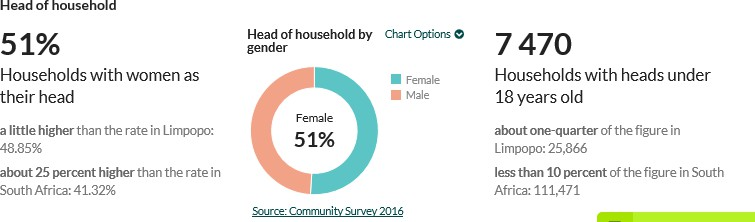 Head of household
51%
Households with women as
their head
a little higher than the rate in Limpopo:
48.85%
about 25 percent higher than the rate in
South Africa: 41.32%
Head of household by
gender
Chart Options
Female
Male
Female
51%
Source: Community Survey 2016
7 470
Households with heads under
18 years old
about one-quarter of the figure in
Limpopo: 25,866
less than 10 percent of the figure in South
Africa: 111,471